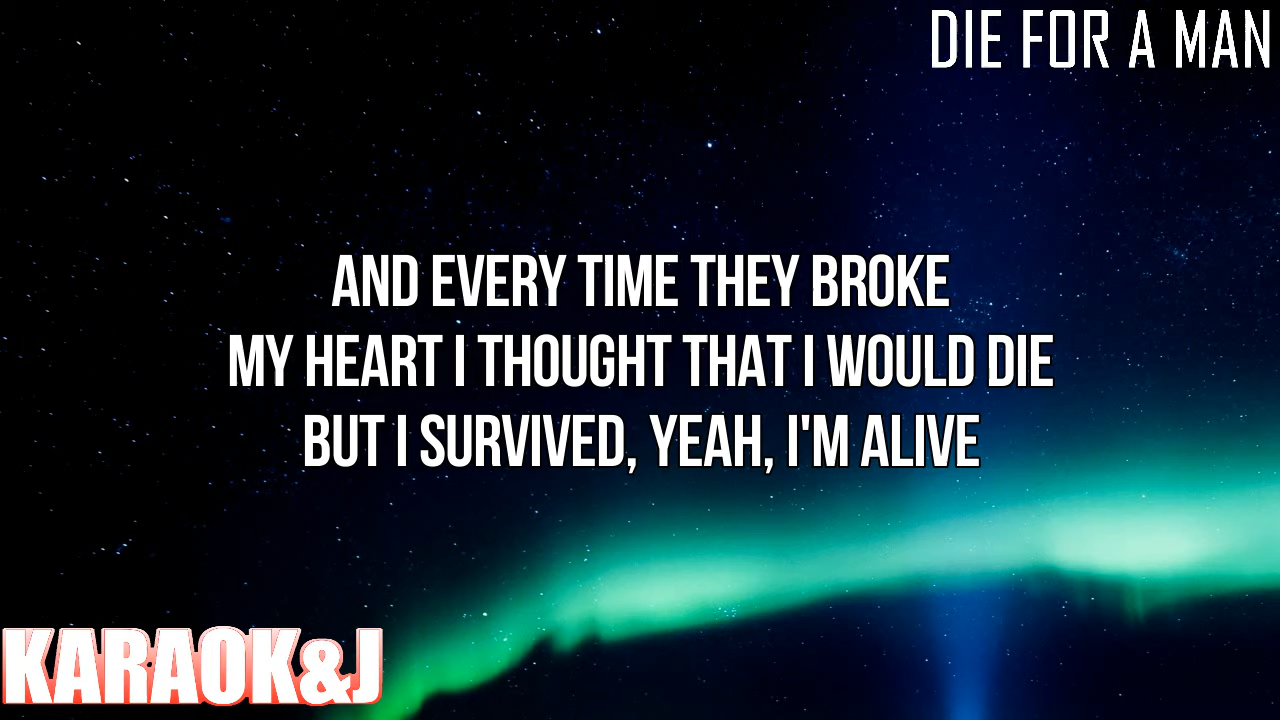 DIE FOR A MAN
AND EVERY TIME THEY BROKE
MY HEART I THOUGHT THAT I WOULD DIE
BUT I SURVIVED, YEAH, I'M ALIVE
KARAOK&J